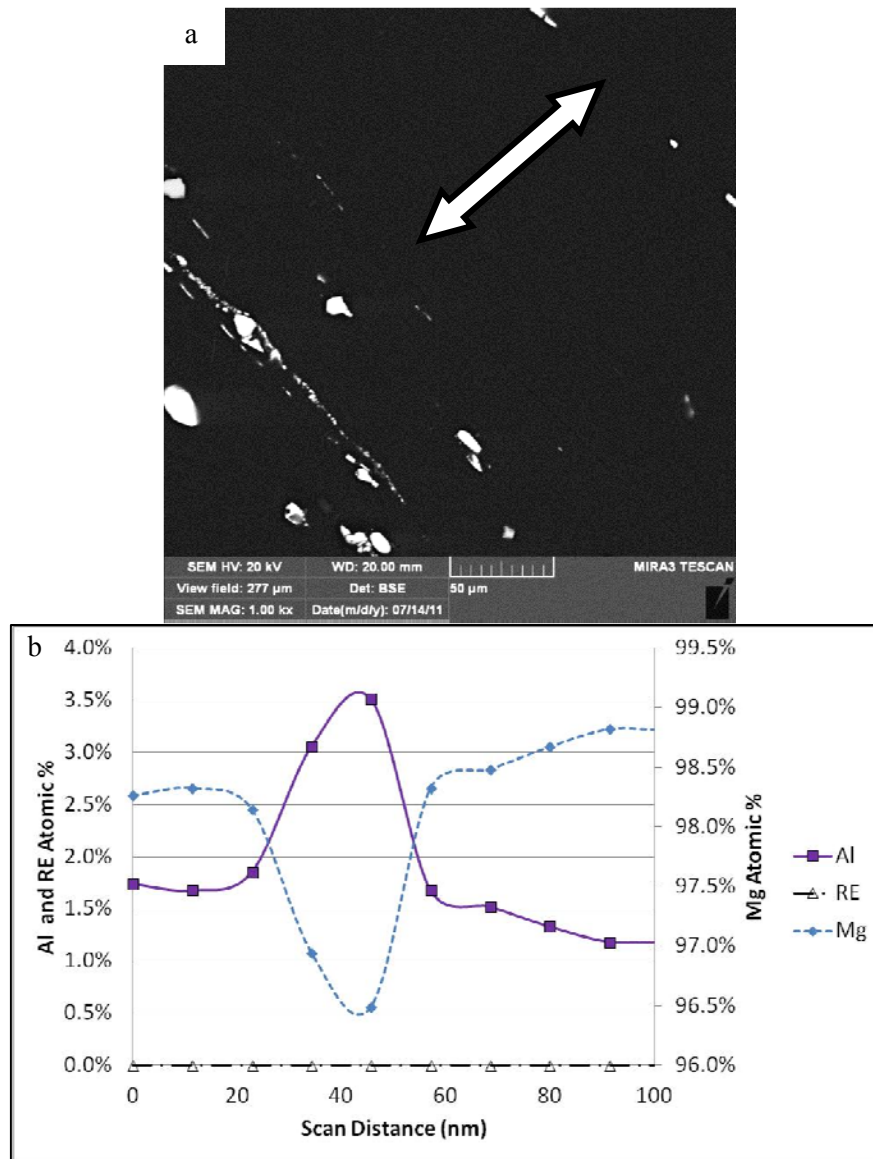 a
SEM HV: 20 kV WD: 20.00 mm MIRA3 TESCAN
View field: 277 µm Det: BSE 50 µm
SEM MAG: 1.00 kx Date(m/d/y): 07/14/11
b
4.0% 99.5%
3.5% 99.0%
3.0% 98.5%
2.5% 98.0%
2.0% 97.5%
1.5% 97.0%
1.0% 96.5%
0.5% 96.0%
0.0%
Al and RE Atomic %
Mg Atomic %
Al
RE
Mg
0 20 40 60 80 100
Scan Distance (nm)